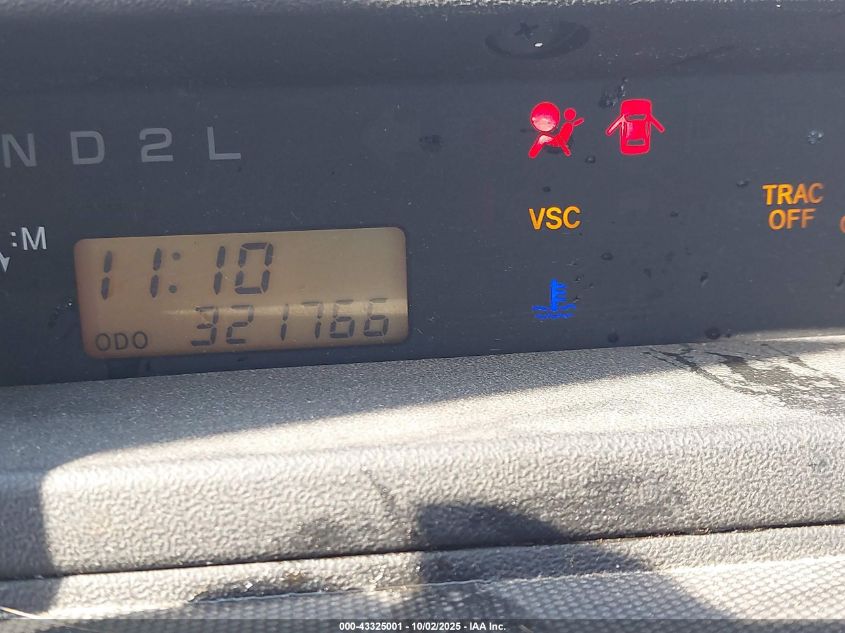 N D 2 L
VSC
TRAC
OFF
:M
11:10
ODO 321766
000-43325001 - 10/02/2025 - IAA Inc.